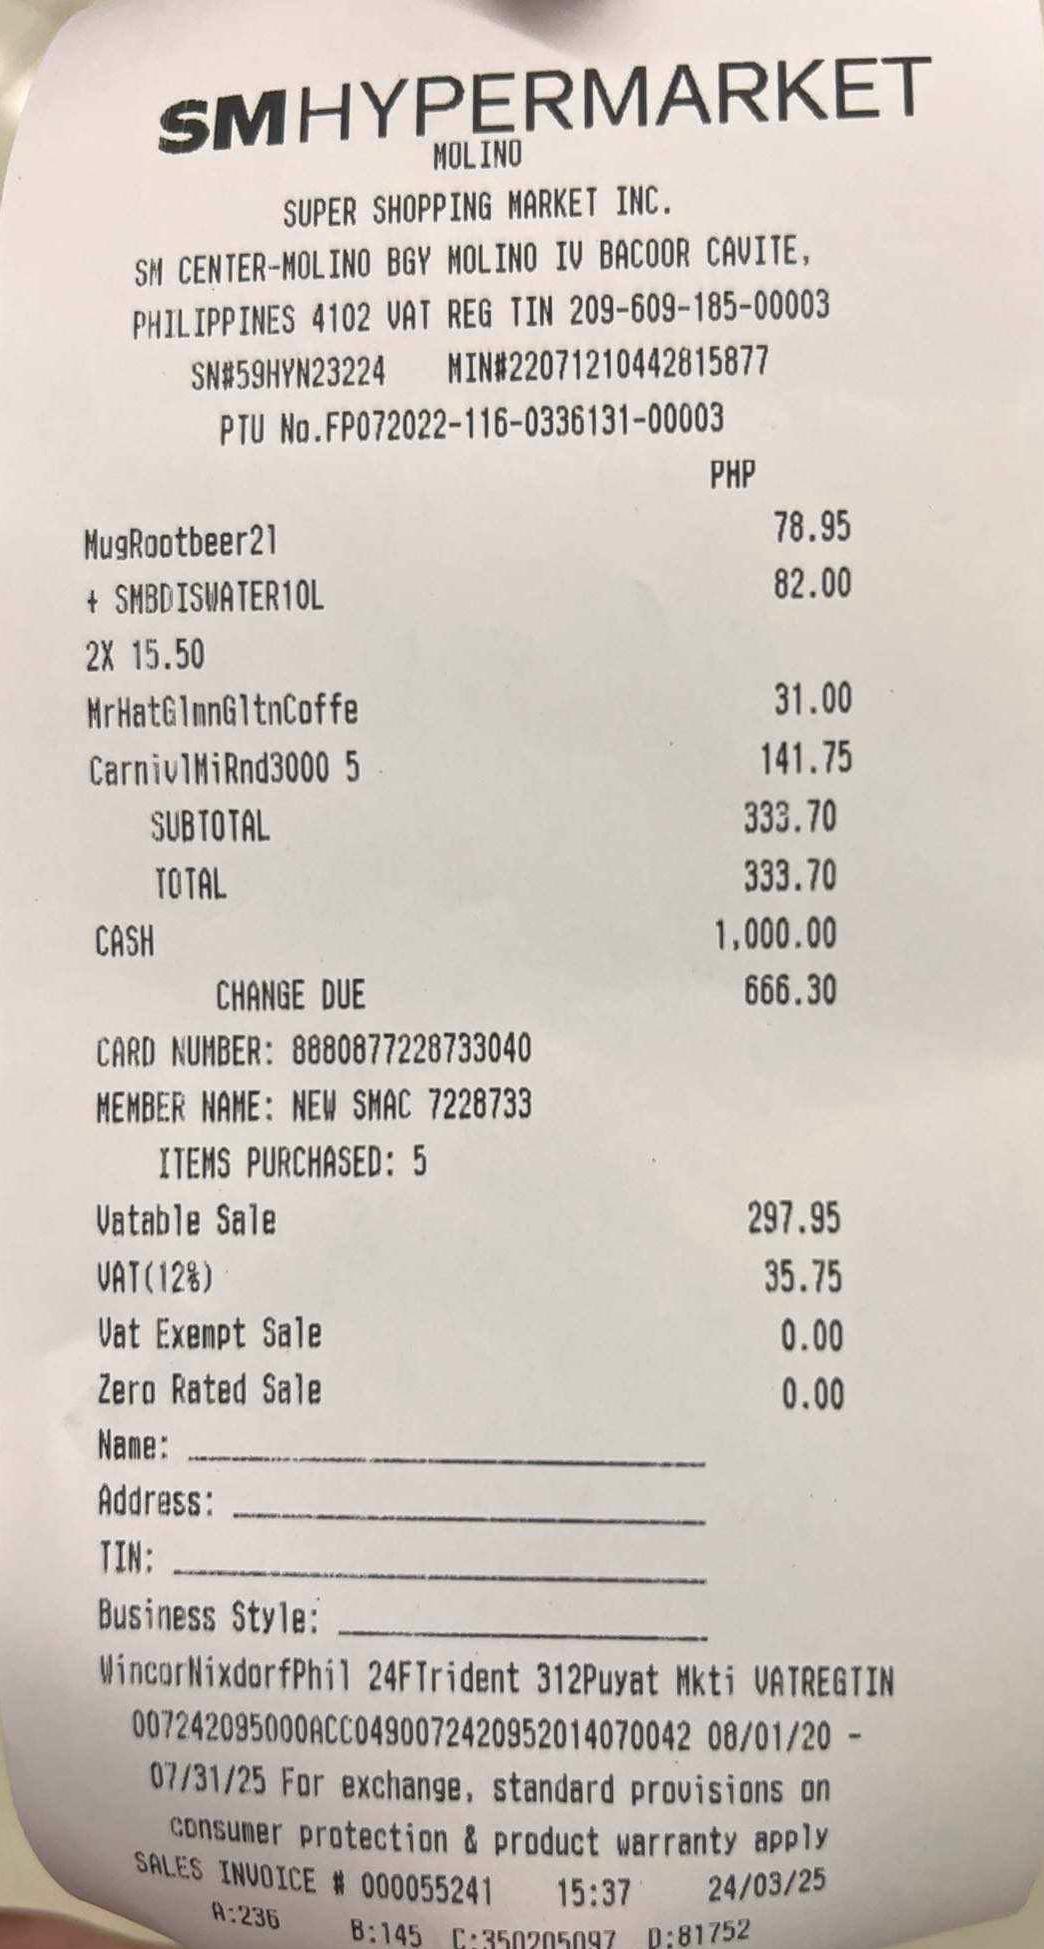 SMHYPERMARKET
MOLINO
SUPER SHOPPING MARKET INC.
SM CENTER-MOLINO BGY MOLINO IV BACOOR CAVITE,
PHILIPPINES 4102 VAT REG TIN 209-609-185-00003
SN#59HYN23224 MIN#22071210442815877
PTU No.FP072022-116-0336131-00003
PHP
MugRootbeer2l 78.95
+ SMBDISWATER10L 82.00
2X 15.50
MrHatGlmnGltnCoffe 31.00
CarnivlMiRnd3000 5 141.75
SUBTOTAL 333.70
TOTAL 333.70
CASH 1,000.00
CHANGE DUE 666.30
CARD NUMBER: 8880877228733040
MEMBER NAME: NEW SMAC 7228733
ITEMS PURCHASED: 5
Vatable Sale 297.95
VAT(12%) 35.75
Vat Exempt Sale 0.00
Zero Rated Sale 0.00
Name:
Address:
TIN:
Business Style:
WincorNixdorfPhil 24FTrident 312Puyat Mkti VATREGTIN
007242095000ACC0490072420952014070042 08/01/20 -
07/31/25 For exchange, standard provisions on
consumer protection & product warranty apply
SALES INVOICE # 000055241 15:37 24/03/25
A:236 B:145 C:350205097 D:81752